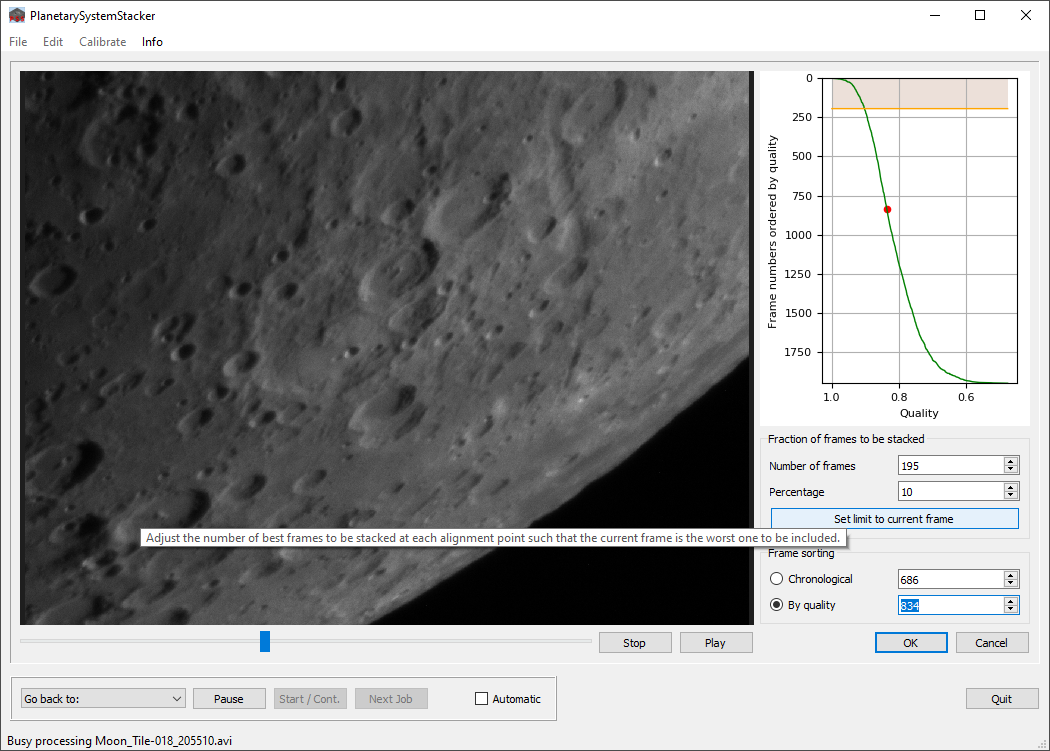 PlanetarySystemStacker
File Edit Calibrate Info
0
250
500
750
1000
1250
1500
1750
Frame numbers ordered by quality
1.0 0.8 0.6
Quality
Fraction of frames to be stacked
Number of frames 195
Percentage 10
Set limit to current frame
Adjust the number of best frames to be stacked at each alignment point such that the current frame is the worst one to be included.
Frame sorting
Chronological 686
By quality 834
Stop Play OK Cancel
Go back to: Pause Start / Cont. Next Job Automatic Quit
Busy processing Moon_Tile-018_205510.avi